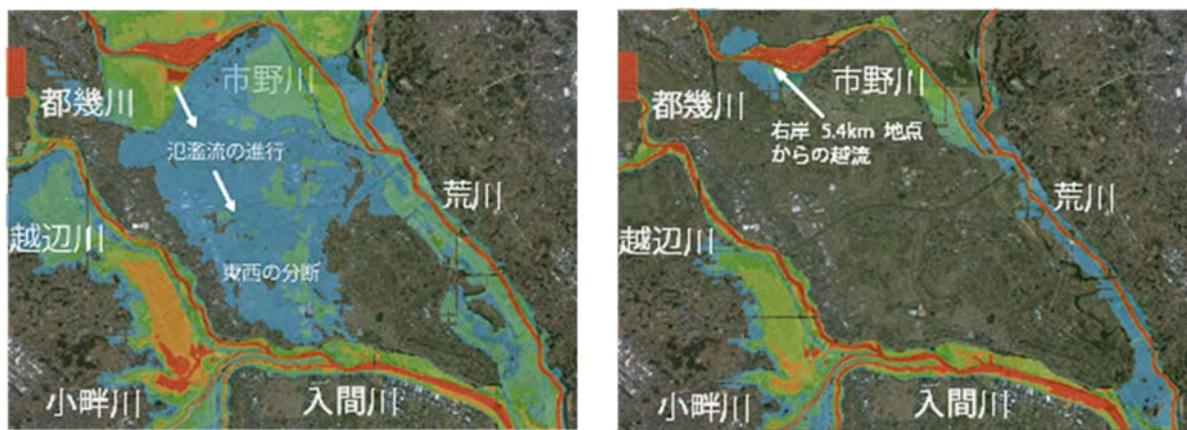 市野川
都幾川
氾濫流の進行
荒川
越辺川
東西の分断
小畔川
入間川
市野川
都幾川
右岸 5.4km 地点
からの越流
荒川
越辺川
小畔川
入間川